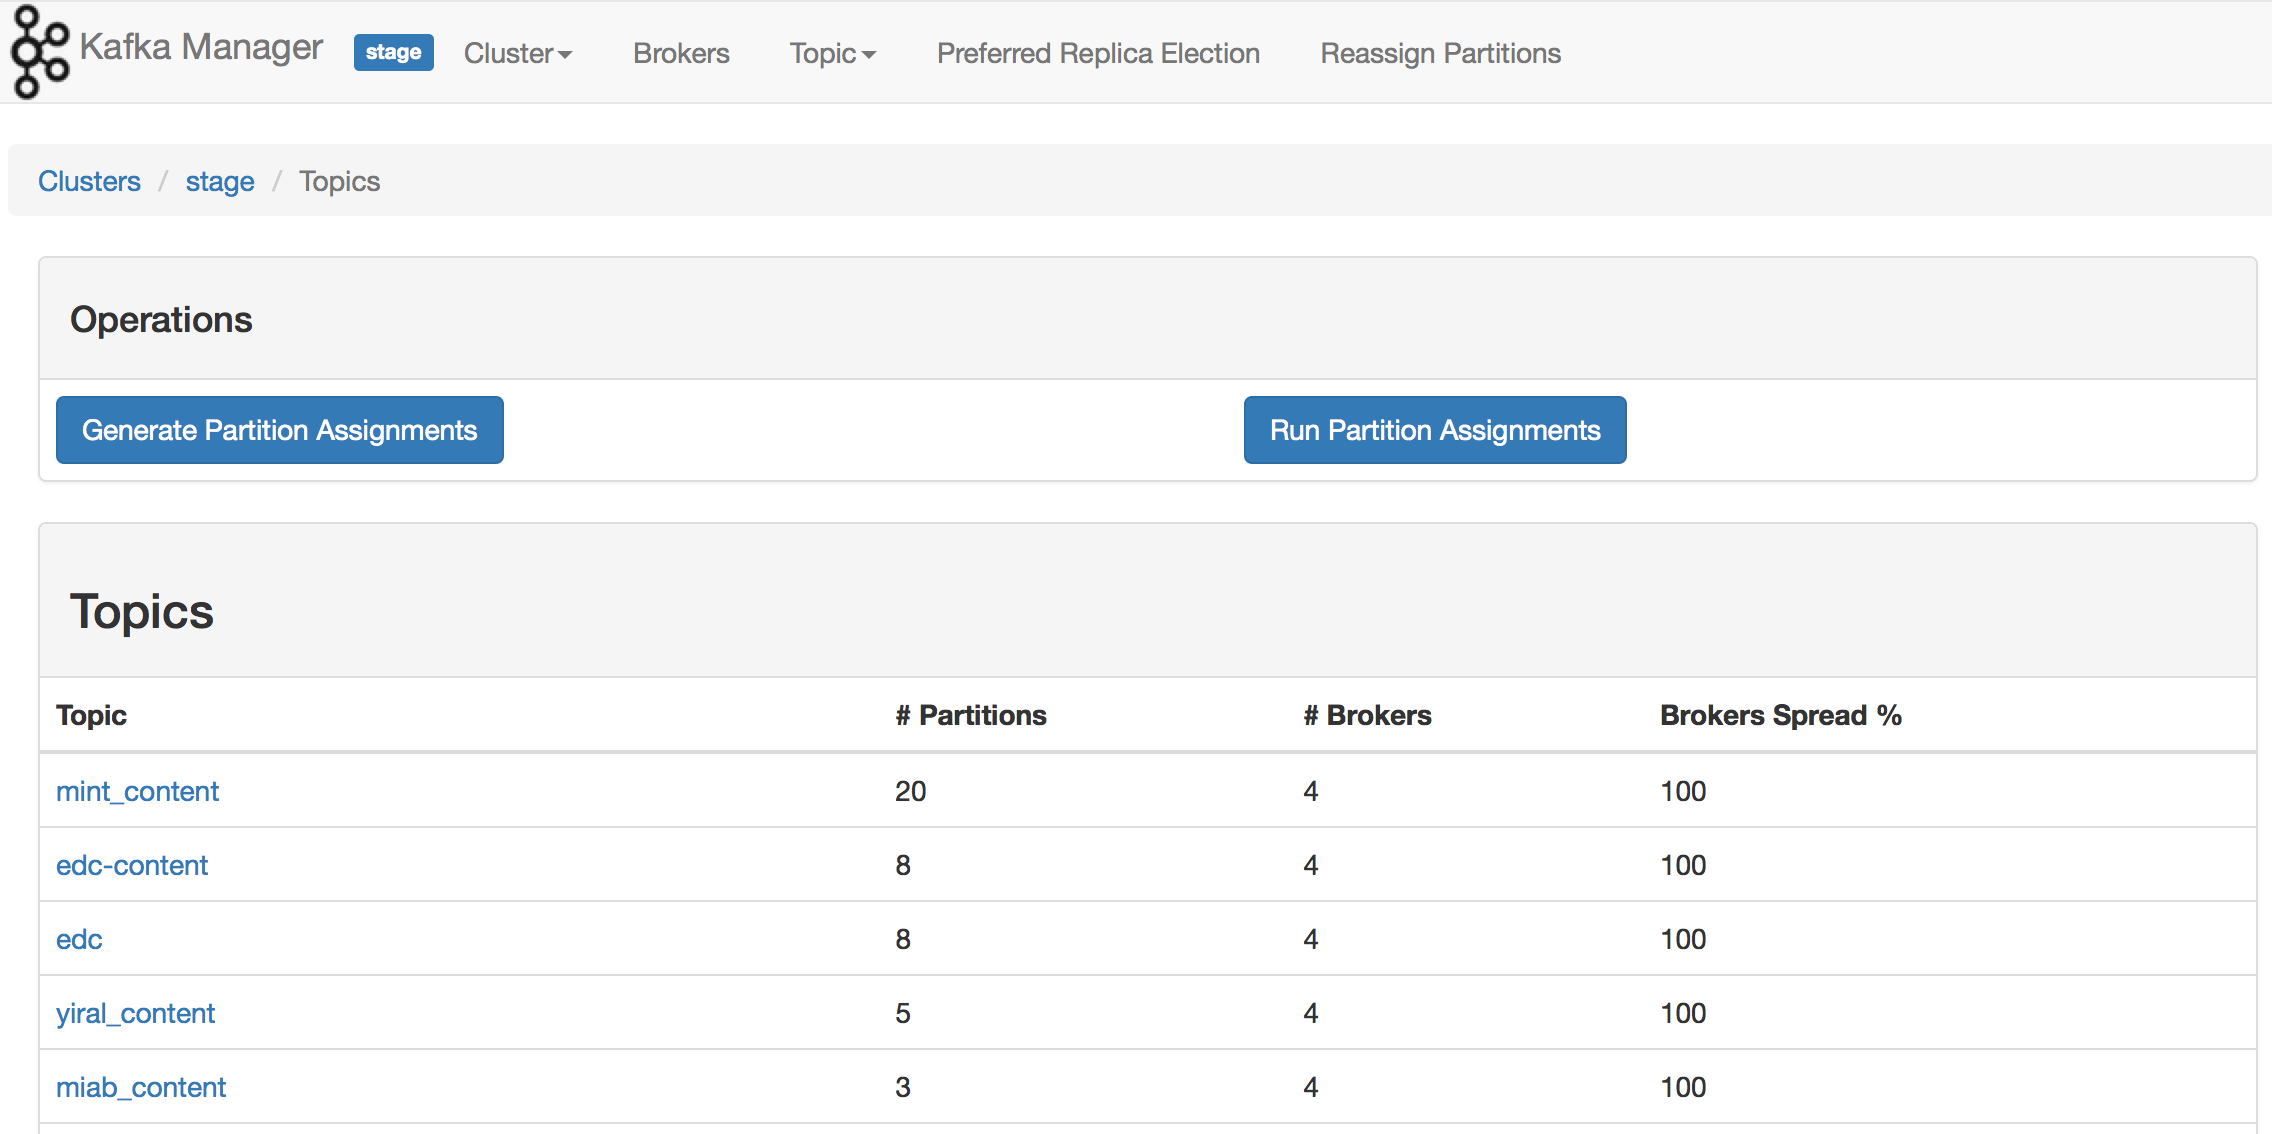 Kafka Manager stage Cluster Brokers Topic Preferred Replica Election Reassign Partitions
Clusters / stage / Topics
Operations
Generate Partition Assignments Run Partition Assignments
Topics
Topic # Partitions # Brokers Brokers Spread %
mint_content 20 4 100
edc-content 8 4 100
edc 8 4 100
yiral_content 5 4 100
miab_content 3 4 100